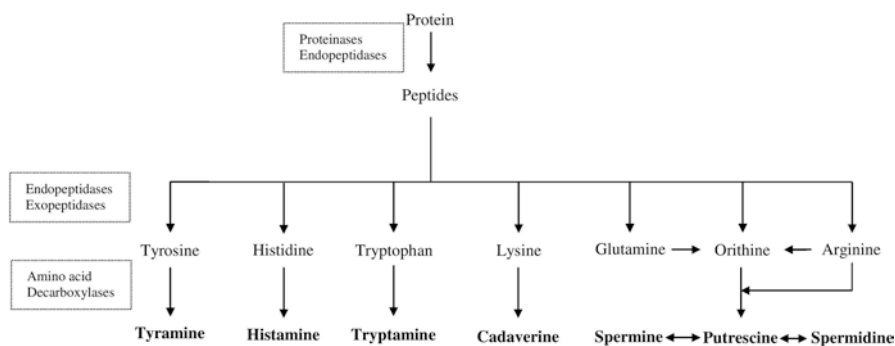 Protein
Proteinases
Endopeptidases
Peptides
Endopeptidases
Exopeptidases
Tyrosine Histidine Tryptophan Lysine Glutamine Orithine Arginine
Amino acid
Decarboxylases
Tyramine Histamine Tryptamine Cadaverine Spermine Putrescine Spermidine